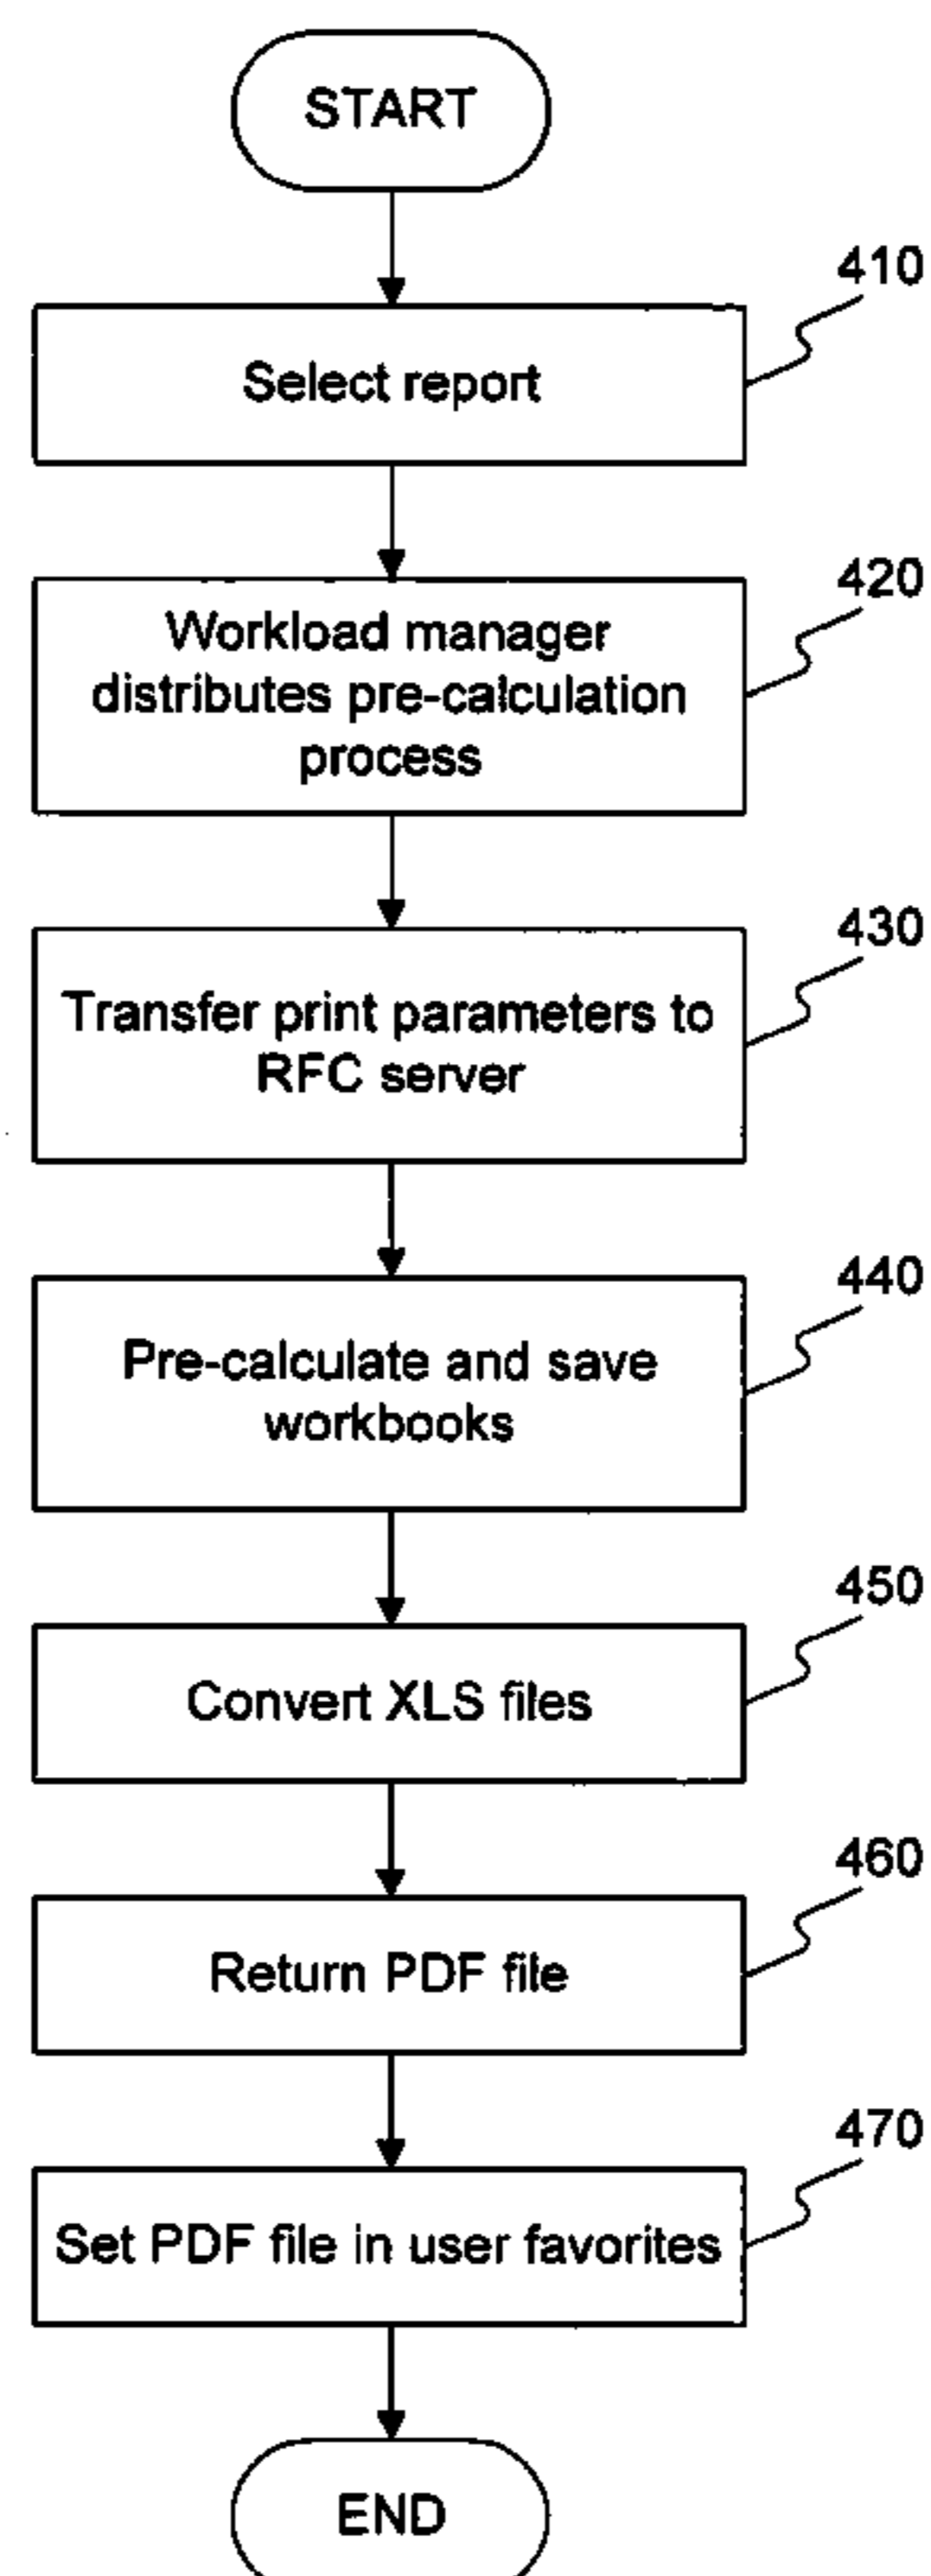 START
410
Select report
420
Workload manager
distributes pre-calculation
process
430
Transfer print parameters to
RFC server
440
Pre-calculate and save
workbooks
450
Convert XLS files
460
Return PDF file
470
Set PDF file in user favorites
END